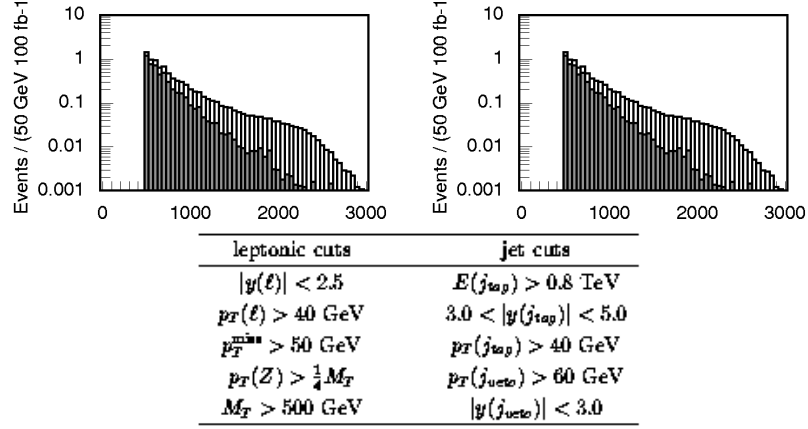 10
1
0.1
0.01
0.001
Events / (50 GeV 100 fb-1
0 1000 2000 3000
10
1
0.1
0.01
0.001
Events / (50 GeV 100 fb-1
0 1000 2000 3000
leptonic cuts jet cuts
|y(ℓ)| < 2.5 E(j_tag) > 0.8 TeV
p_T(ℓ) > 40 GeV 3.0 < |y(j_tag)| < 5.0
p_T^miss > 50 GeV p_T(j_tag) > 40 GeV
p_T(Z) > 1/4 M_T p_T(j_veto) > 60 GeV
M_T > 500 GeV |y(j_veto)| < 3.0